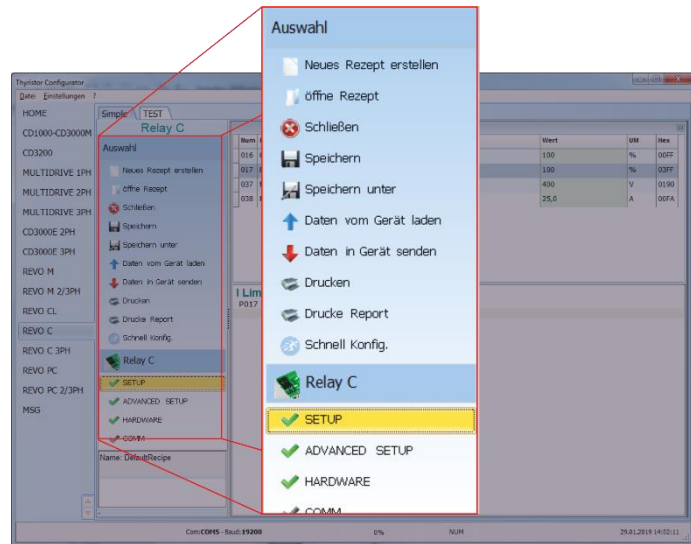 Thyristor Configurator
Datei Einstellungen ?
HOME
CD1000-CD3000M
CD3200
MULTIDRIVE 1PH
MULTIDRIVE 2PH
MULTIDRIVE 3PH
CD3000E 2PH
CD3000E 3PH
REVO M
REVO M 2/3PH
REVO CL
REVO C
REVO C 3PH
REVO PC
REVO PC 2/3PH
MSG
Simple TEST
Relay C
Auswahl
Neues Rezept erstellen
öffne Rezept
Schließen
Speichern
Speichern unter
Daten vom Gerät laden
Daten in Gerät senden
Drucken
Drucke Report
Schnell Konfig.
Relay C
SETUP
ADVANCED SETUP
HARDWARE
COMM
Name: DefaultRecipe
Auswahl
Neues Rezept erstellen
öffne Rezept
Schließen
Speichern
Speichern unter
Daten vom Gerät laden
Daten in Gerät senden
Drucken
Drucke Report
Schnell Konfig.
Relay C
SETUP
ADVANCED SETUP
HARDWARE
COMM
Num Wert UM Hex
016 100 % 00FF
017 100 % 03FF
037 400 V 0190
038 25,0 A 00FA
I Lim
P017
Com:COM5 - Baud:19200 0% NUM 29.01.2019 14:52:11